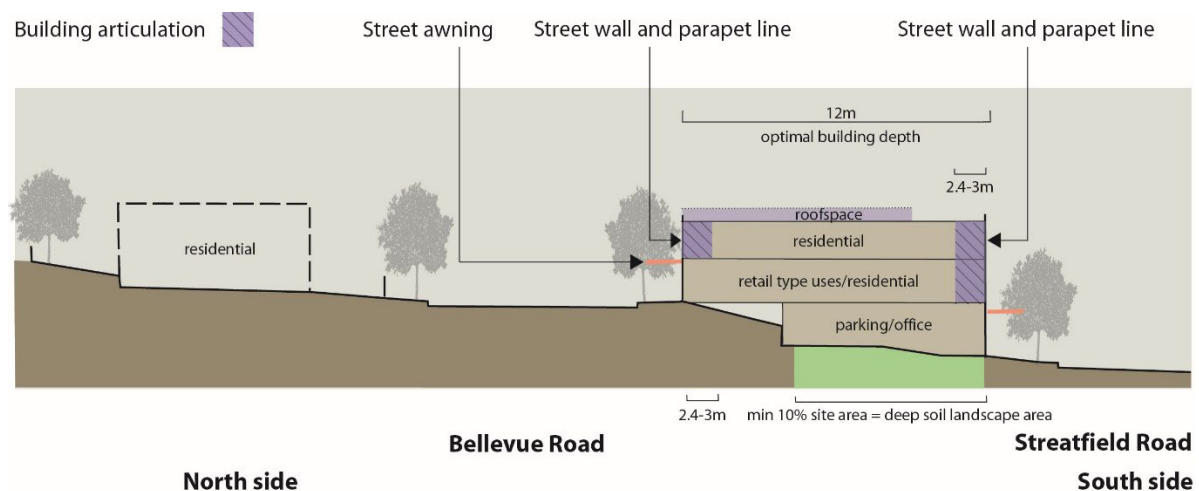 Building articulation
Street awning
Street wall and parapet line
Street wall and parapet line
12m
optimal building depth
2.4-3m
roofspace
residential
residential
retail type uses/residential
parking/office
2.4-3m
min 10% site area = deep soil landscape area
Bellevue Road
Streatfield Road
North side
South side